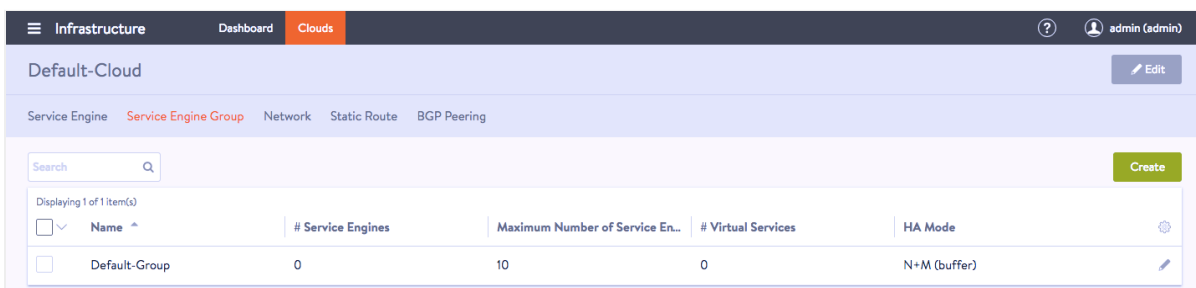 Infrastructure Dashboard Clouds ? admin (admin)
Default-Cloud Edit
Service Engine Service Engine Group Network Static Route BGP Peering
Search Create
Displaying 1 of 1 item(s)
Name # Service Engines Maximum Number of Service En... # Virtual Services HA Mode
Default-Group 0 10 0 N+M (buffer)